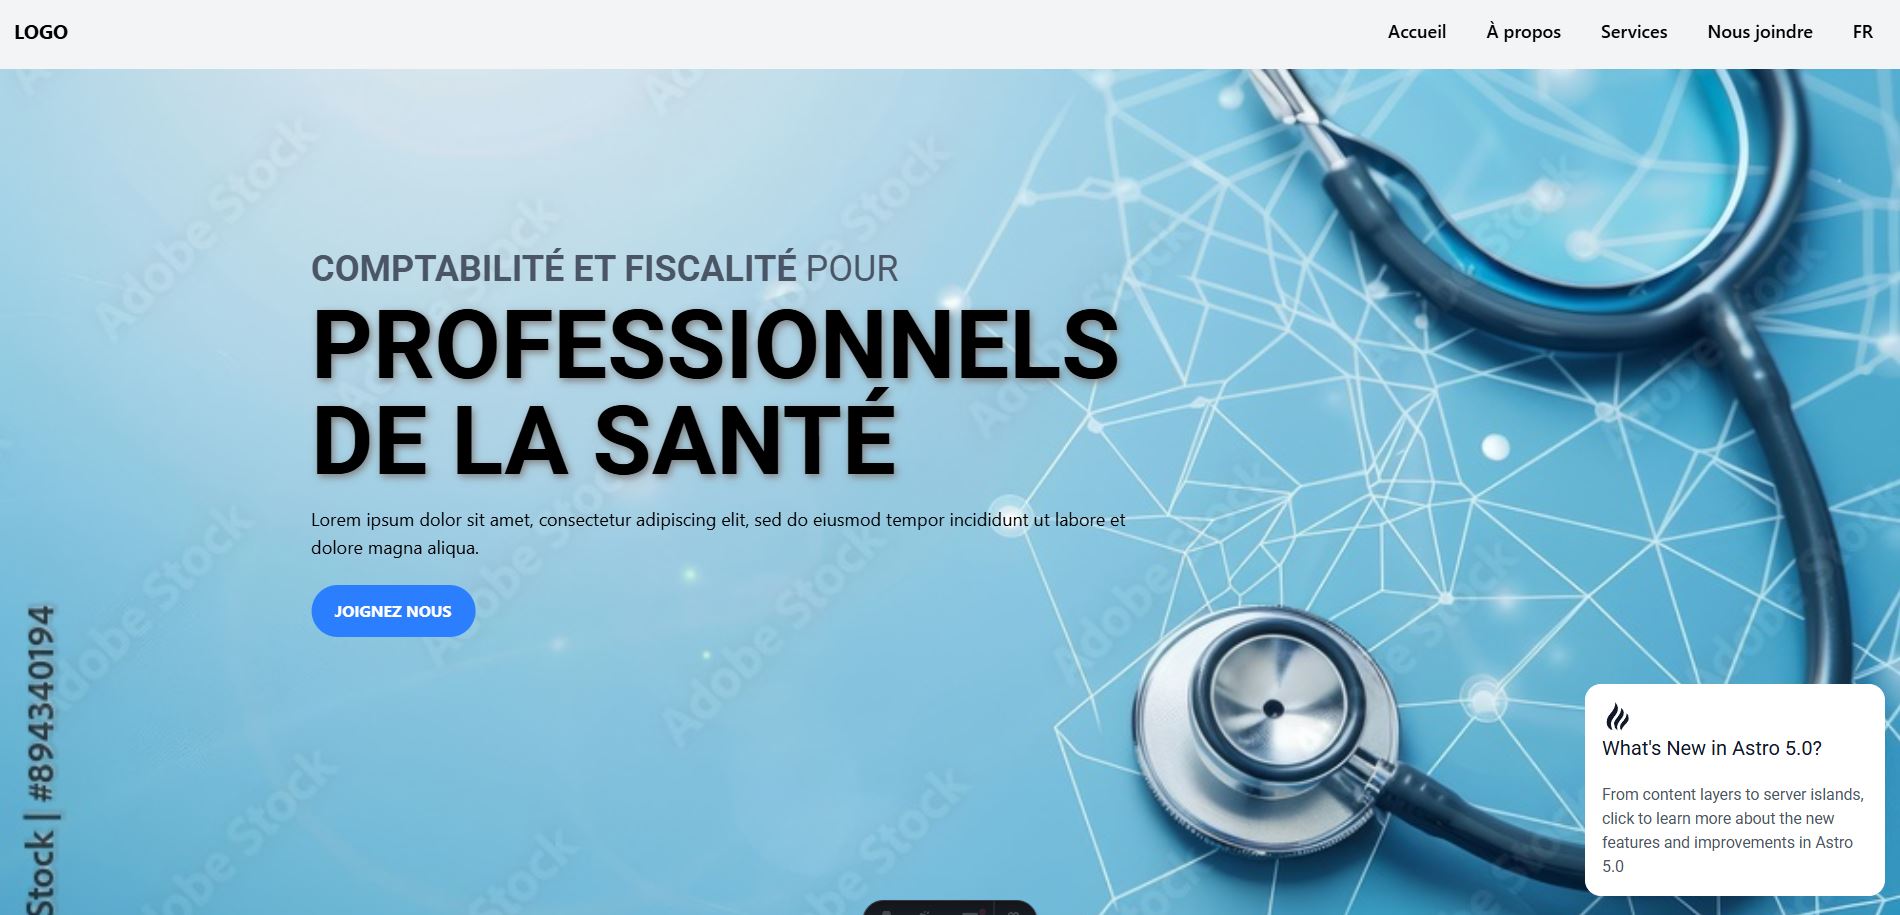 LOGO
Accueil À propos Services Nous joindre FR
COMPTABILITÉ ET FISCALITÉ POUR
PROFESSIONNELS
DE LA SANTÉ
Lorem ipsum dolor sit amet, consectetur adipiscing elit, sed do eiusmod tempor incididunt ut labore et
dolore magna aliqua.
JOIGNEZ NOUS
Stock | #894340194
What's New in Astro 5.0?
From content layers to server islands,
click to learn more about the new
features and improvements in Astro
5.0
Adobe Stock